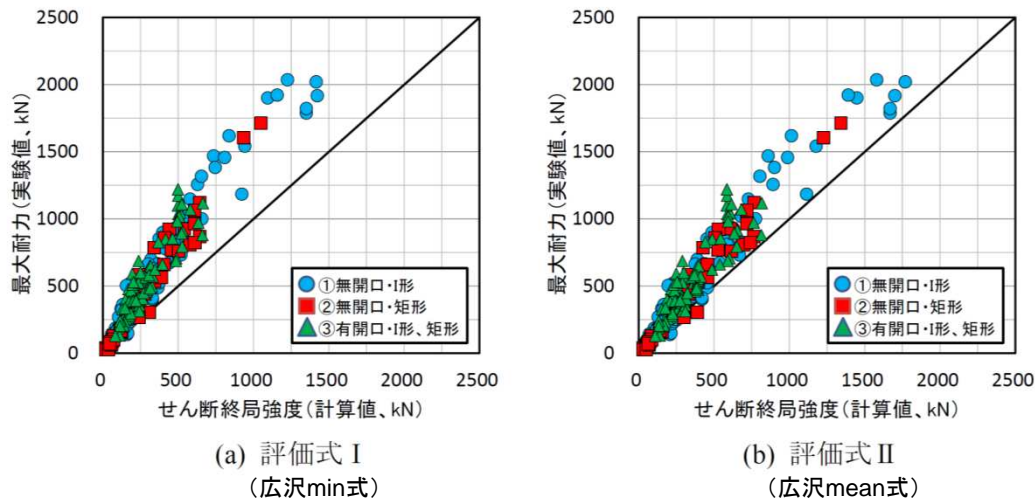 2500
2000
1500
1000
500
0
最大耐力(実験値、kN)
①無開口・I形
②無開口・矩形
③有開口・I形、矩形
0 500 1000 1500 2000 2500
せん断終局強度(計算値、kN)
(a) 評価式Ⅰ
(広沢min式)
2500
2000
1500
1000
500
0
最大耐力(実験値、kN)
①無開口・I形
②無開口・矩形
③有開口・I形、矩形
0 500 1000 1500 2000 2500
せん断終局強度(計算値、kN)
(b) 評価式Ⅱ
(広沢mean式)